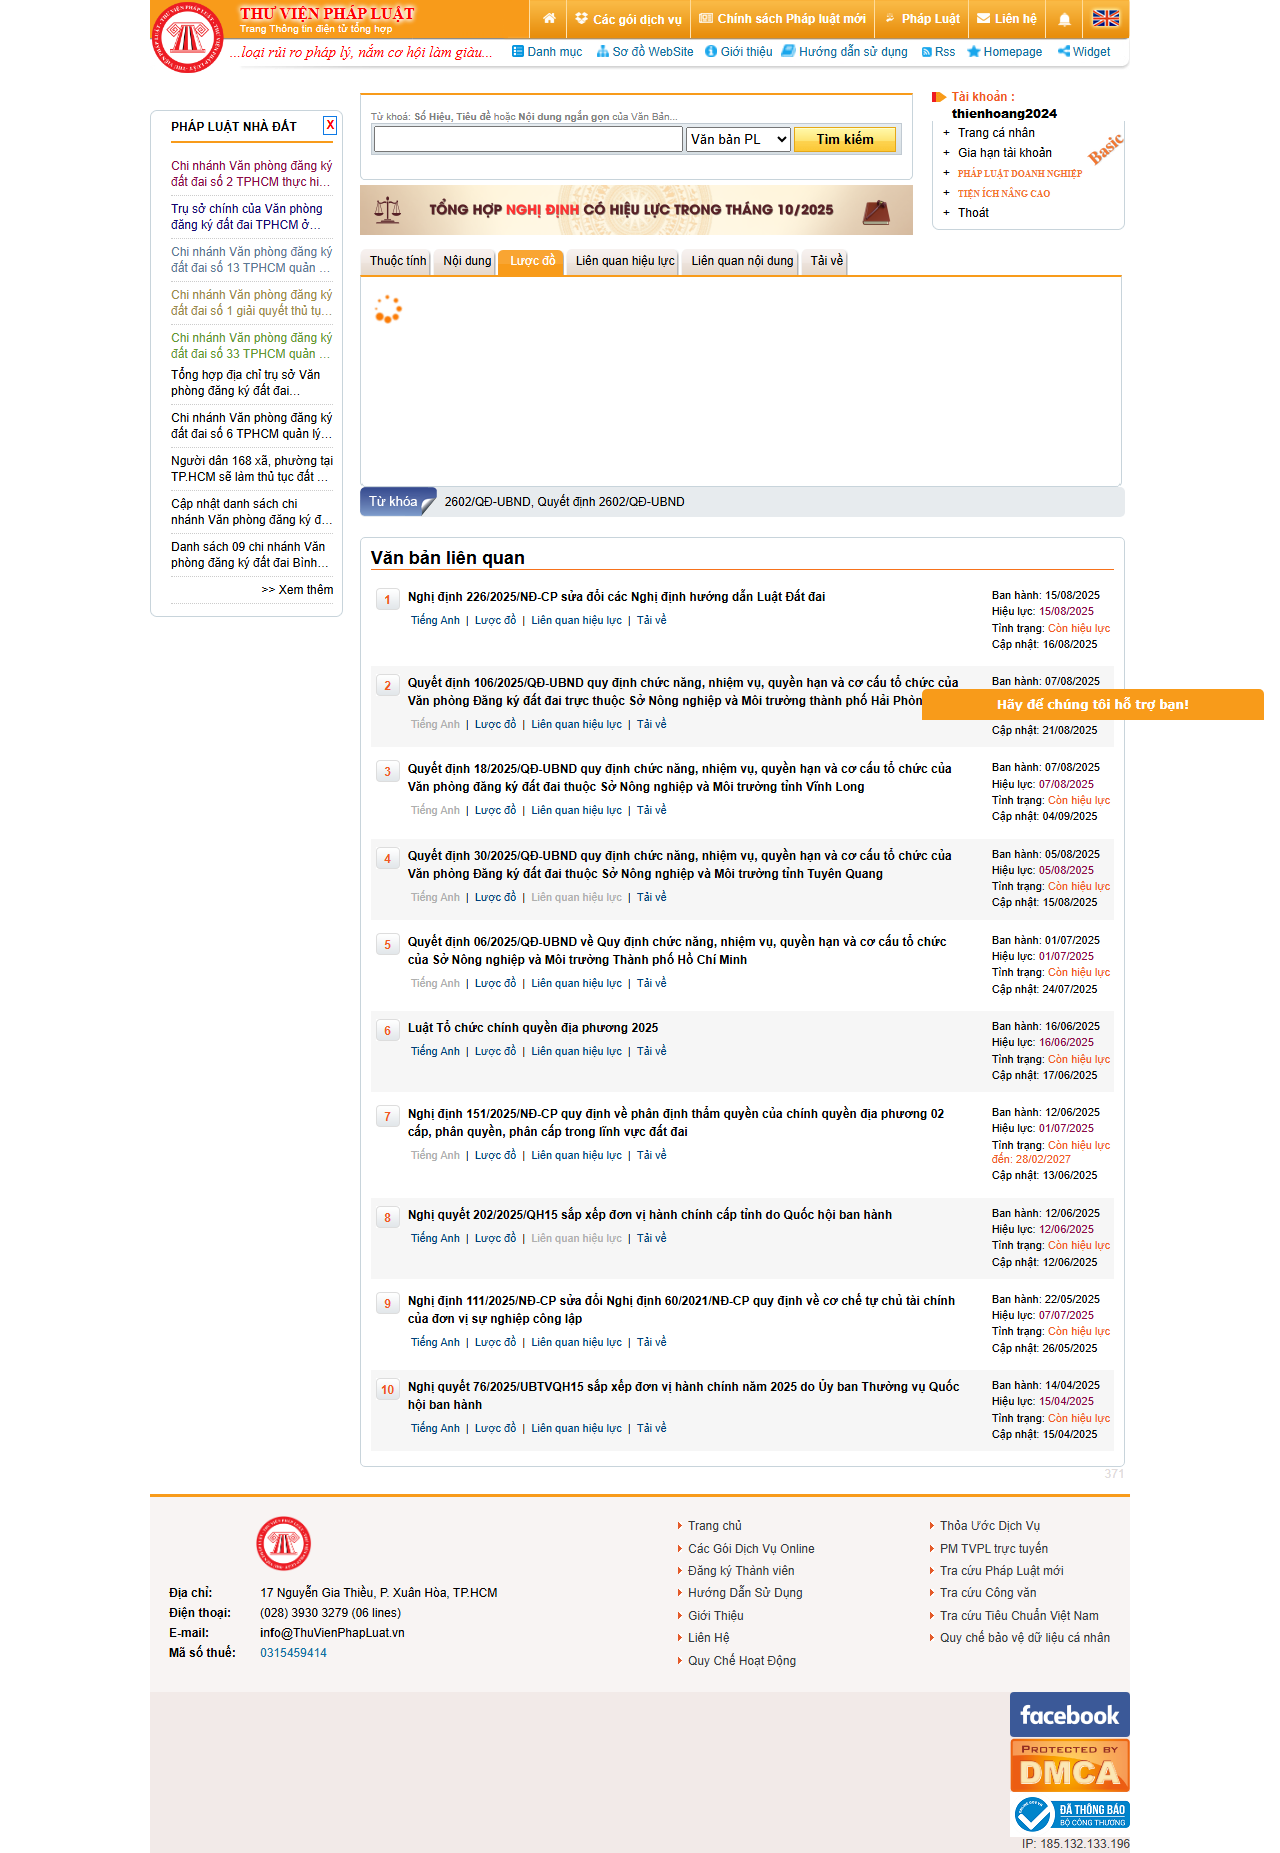 THƯ VIỆN PHÁP LUẬT
Trang Thông tin điện tử tổng hợp
Các gói dịch vụ
Chính sách Pháp luật mới
Pháp Luật
Liên hệ
...loại rủi ro pháp lý, nắm cơ hội làm giàu...
Danh mục
Sơ đồ WebSite
Giới thiệu
Hướng dẫn sử dụng
Rss
Homepage
Widget
PHÁP LUẬT NHÀ ĐẤT
X
Chi nhánh Văn phòng đăng ký
đất đai số 2 TPHCM thực hi...
Trụ sở chính của Văn phòng
đăng ký đất đai TPHCM ở...
Chi nhánh Văn phòng đăng ký
đất đai số 13 TPHCM quản ...
Chi nhánh Văn phòng đăng ký
đất đai số 1 giải quyết thủ tụ...
Chi nhánh Văn phòng đăng ký
đất đai số 33 TPHCM quản ...
Tổng hợp địa chỉ trụ sở Văn
phòng đăng ký đất đai...
Chi nhánh Văn phòng đăng ký
đất đai số 6 TPHCM quản lý...
Người dân 168 xã, phường tại
TP.HCM sẽ làm thủ tục đất ...
Cập nhật danh sách chi
nhánh Văn phòng đăng ký đ...
Danh sách 09 chi nhánh Văn
phòng đăng ký đất đai Bình...
>> Xem thêm
Từ khoá: Số Hiệu, Tiêu đề hoặc Nội dung ngắn gọn của Văn Bản...
Văn bản PL
Tìm kiếm
TỔNG HỢP NGHỊ ĐỊNH CÓ HIỆU LỰC TRONG THÁNG 10/2025
Tài khoản :
thienhoang2024
+ Trang cá nhân
+ Gia hạn tài khoản
+ PHÁP LUẬT DOANH NGHIỆP
+ TIỆN ÍCH NÂNG CAO
+ Thoát
Basic
Thuộc tính
Nội dung
Lược đồ
Liên quan hiệu lực
Liên quan nội dung
Tải về
Từ khóa
2602/QĐ-UBND, Quyết định 2602/QĐ-UBND
Văn bản liên quan
1
Nghị định 226/2025/NĐ-CP sửa đổi các Nghị định hướng dẫn Luật Đất đai
Tiếng Anh | Lược đồ | Liên quan hiệu lực | Tải về
Ban hành: 15/08/2025
Hiệu lực: 15/08/2025
Tình trạng: Còn hiệu lực
Cập nhật: 16/08/2025
2
Quyết định 106/2025/QĐ-UBND quy định chức năng, nhiệm vụ, quyền hạn và cơ cấu tổ chức của
Văn phòng Đăng ký đất đai trực thuộc Sở Nông nghiệp và Môi trường thành phố Hải Phòn
Tiếng Anh | Lược đồ | Liên quan hiệu lực | Tải về
Ban hành: 07/08/2025
Cập nhật: 21/08/2025
Hãy để chúng tôi hỗ trợ bạn!
3
Quyết định 18/2025/QĐ-UBND quy định chức năng, nhiệm vụ, quyền hạn và cơ cấu tổ chức của
Văn phòng đăng ký đất đai thuộc Sở Nông nghiệp và Môi trường tỉnh Vĩnh Long
Tiếng Anh | Lược đồ | Liên quan hiệu lực | Tải về
Ban hành: 07/08/2025
Hiệu lực: 07/08/2025
Tình trạng: Còn hiệu lực
Cập nhật: 04/09/2025
4
Quyết định 30/2025/QĐ-UBND quy định chức năng, nhiệm vụ, quyền hạn và cơ cấu tổ chức của
Văn phòng Đăng ký đất đai thuộc Sở Nông nghiệp và Môi trường tỉnh Tuyên Quang
Tiếng Anh | Lược đồ | Liên quan hiệu lực | Tải về
Ban hành: 05/08/2025
Hiệu lực: 05/08/2025
Tình trạng: Còn hiệu lực
Cập nhật: 15/08/2025
5
Quyết định 06/2025/QĐ-UBND về Quy định chức năng, nhiệm vụ, quyền hạn và cơ cấu tổ chức
của Sở Nông nghiệp và Môi trường Thành phố Hồ Chí Minh
Tiếng Anh | Lược đồ | Liên quan hiệu lực | Tải về
Ban hành: 01/07/2025
Hiệu lực: 01/07/2025
Tình trạng: Còn hiệu lực
Cập nhật: 24/07/2025
6
Luật Tổ chức chính quyền địa phương 2025
Tiếng Anh | Lược đồ | Liên quan hiệu lực | Tải về
Ban hành: 16/06/2025
Hiệu lực: 16/06/2025
Tình trạng: Còn hiệu lực
Cập nhật: 17/06/2025
7
Nghị định 151/2025/NĐ-CP quy định về phân định thẩm quyền của chính quyền địa phương 02
cấp, phân quyền, phân cấp trong lĩnh vực đất đai
Tiếng Anh | Lược đồ | Liên quan hiệu lực | Tải về
Ban hành: 12/06/2025
Hiệu lực: 01/07/2025
Tình trạng: Còn hiệu lực
đến: 28/02/2027
Cập nhật: 13/06/2025
8
Nghị quyết 202/2025/QH15 sắp xếp đơn vị hành chính cấp tỉnh do Quốc hội ban hành
Tiếng Anh | Lược đồ | Liên quan hiệu lực | Tải về
Ban hành: 12/06/2025
Hiệu lực: 12/06/2025
Tình trạng: Còn hiệu lực
Cập nhật: 12/06/2025
9
Nghị định 111/2025/NĐ-CP sửa đổi Nghị định 60/2021/NĐ-CP quy định về cơ chế tự chủ tài chính
của đơn vị sự nghiệp công lập
Tiếng Anh | Lược đồ | Liên quan hiệu lực | Tải về
Ban hành: 22/05/2025
Hiệu lực: 07/07/2025
Tình trạng: Còn hiệu lực
Cập nhật: 26/05/2025
10
Nghị quyết 76/2025/UBTVQH15 sắp xếp đơn vị hành chính năm 2025 do Ủy ban Thường vụ Quốc
hội ban hành
Tiếng Anh | Lược đồ | Liên quan hiệu lực | Tải về
Ban hành: 14/04/2025
Hiệu lực: 15/04/2025
Tình trạng: Còn hiệu lực
Cập nhật: 15/04/2025
371
Địa chỉ: 17 Nguyễn Gia Thiều, P. Xuân Hòa, TP.HCM
Điện thoại: (028) 3930 3279 (06 lines)
E-mail: info@ThuVienPhapLuat.vn
Mã số thuế: 0315459414
Trang chủ
Các Gói Dịch Vụ Online
Đăng ký Thành viên
Hướng Dẫn Sử Dụng
Giới Thiệu
Liên Hệ
Quy Chế Hoạt Động
Thỏa Ước Dịch Vụ
PM TVPL trực tuyến
Tra cứu Pháp Luật mới
Tra cứu Công văn
Tra cứu Tiêu Chuẩn Việt Nam
Quy chế bảo vệ dữ liệu cá nhân
facebook
PROTECTED BY
DMCA
ĐÃ THÔNG BÁO
BỘ CÔNG THƯƠNG
IP: 185.132.133.196